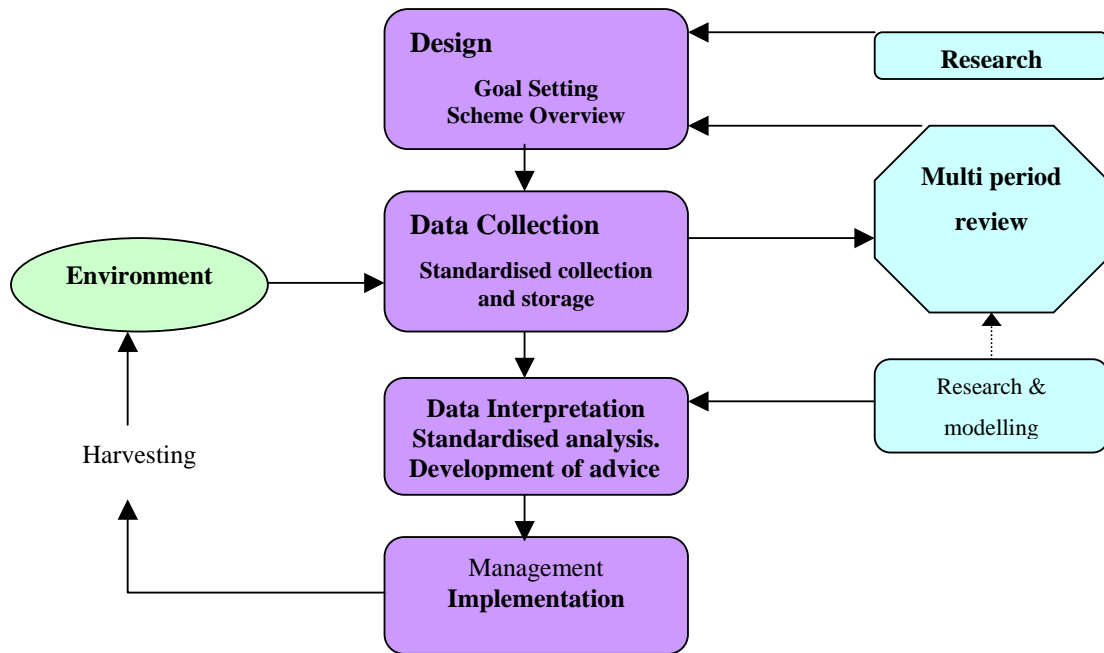 Design
Goal Setting
Scheme Overview
Research
Multi period
review
Data Collection
Standardised collection
and storage
Environment
Data Interpretation
Standardised analysis.
Development of advice
Research &
modelling
Harvesting
Management
Implementation